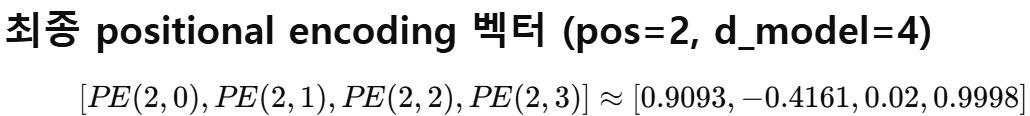 최종 positional encoding 벡터 (pos=2, d_model=4)
[PE(2,0), PE(2,1), PE(2,2), PE(2,3)] ≈ [0.9093, −0.4161, 0.02, 0.9998]